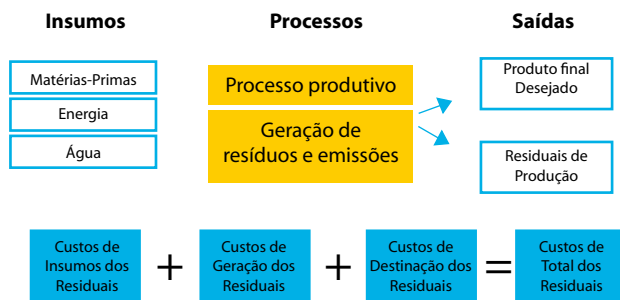 Insumos
Processos
Saídas
Matérias-Primas
Energia
Água
Processo produtivo
Geração de
resíduos e emissões
Produto final
Desejado
Residuais de
Produção
Custos de
Insumos dos
Residuais
+
Custos de
Geração dos
Residuais
+
Custos de
Destinação dos
Residuais
=
Custos de
Total dos
Residuais